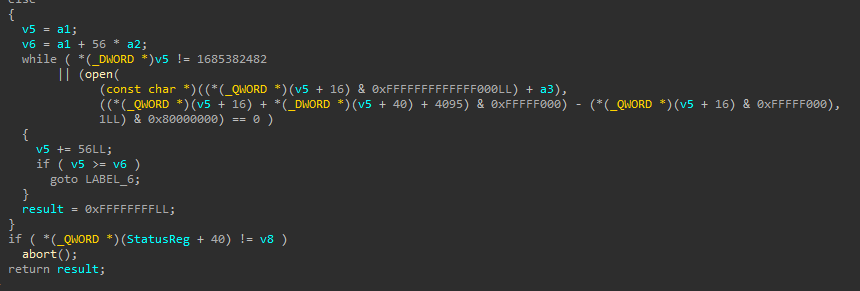 else
{
v5 = a1;
v6 = a1 + 56 * a2;
while ( *(_DWORD *)v5 != 1685382482
|| (open(
(const char *)((*(_QWORD *)(v5 + 16) & 0xFFFFFFFFFFFFF000LL) + a3),
((*(_QWORD *)(v5 + 16) + *(_DWORD *)(v5 + 40) + 4095) & 0xFFFFF000) - (*(_QWORD *)(v5 + 16) & 0xFFFFF000),
1LL) & 0x80000000) == 0 )
{
v5 += 56LL;
if ( v5 >= v6 )
goto LABEL_6;
}
result = 0xFFFFFFFFLL;
}
if ( *(_QWORD *)(StatusReg + 40) != v8 )
abort();
return result;